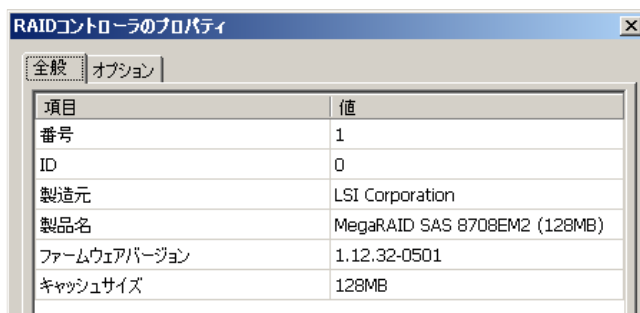 RAIDコントローラのプロパティ
全般 オプション
項目 値
番号 1
ID 0
製造元 LSI Corporation
製品名 MegaRAID SAS 8708EM2 (128MB)
ファームウェアバージョン 1.12.32-0501
キャッシュサイズ 128MB